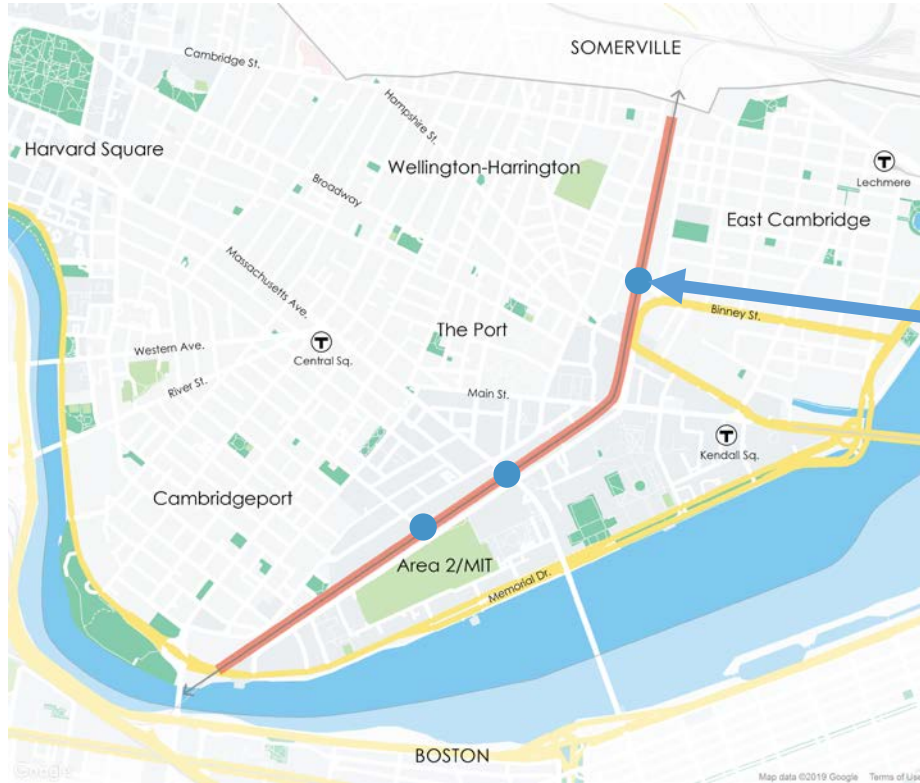 SOMERVILLE
Cambridge St.
Hampshire St.
Harvard Square
Wellington-Harrington
T
Lechmere
Broadway
East Cambridge
Massachusetts Ave.
Binney St.
The Port
T
Central Sq.
Western Ave.
River St.
Main St.
T
Kendall Sq.
Cambridgeport
Area 2/MIT
Memorial Dr.
BOSTON
Google
Map data ©2019 Google Terms of Use